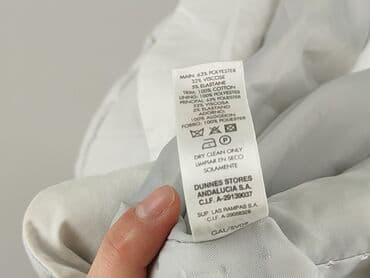 MAIN: 63% POLYESTER
32% VISCOSE
5% ELASTANE
TRIM: 100% COTTON
LINING: 100% POLYESTER
PRINCIPAL: 63% POLIESTER
32% VISCOSA
5% ELASTANO
ADORNO:
100% ALGODON
FORRO: 100% POLIESTER
DRY CLEAN ONLY
LIMPIAR EN SECO
SOLAMENTE
DUNNES STORES
ANDALUCIA S.A.
C.I.F. A-29139037
SUP. LAS RAMPAS S.A.
C.I.F. A-29088328